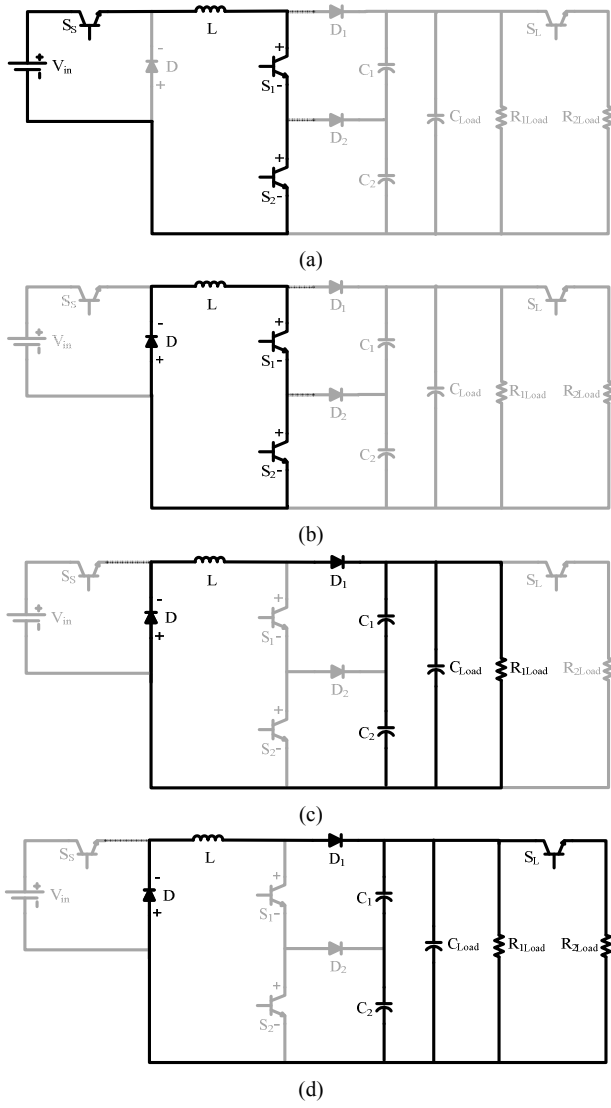 S_S L D_1 S_L
V_in + - D + S_1 + - C_1
D_2 C_Load R_1Load R_2Load
S_2 + - C_2
(a)
S_S L D_1 S_L
V_in + - D + S_1 + - C_1
D_2 C_Load R_1Load R_2Load
S_2 + - C_2
(b)
S_S L D_1 S_L
V_in + - D + S_1 + - C_1
D_2 C_Load R_1Load R_2Load
S_2 + - C_2
(c)
S_S L D_1 S_L
V_in + - D + S_1 + - C_1
D_2 C_Load R_1Load R_2Load
S_2 + - C_2
(d)